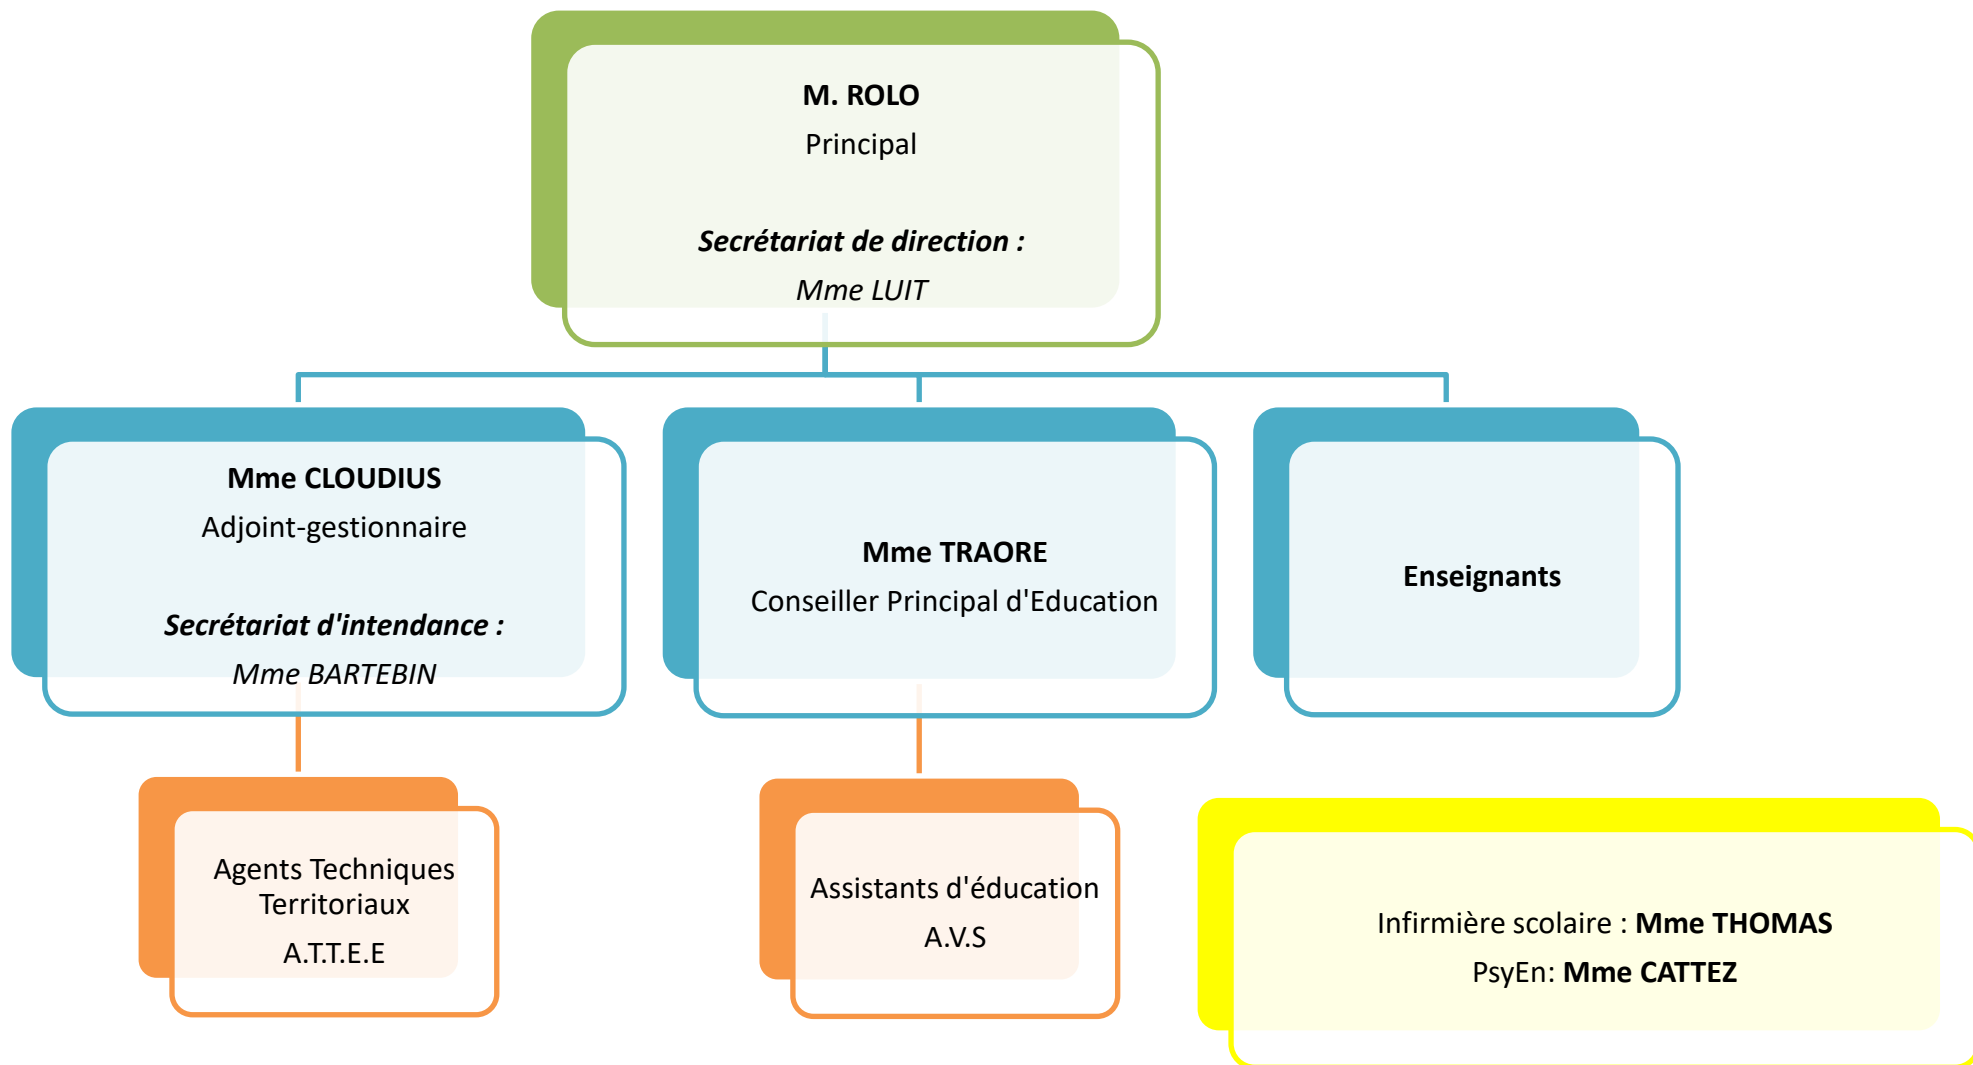 M. ROLO
Principal
Secrétariat de direction :
Mme LUIT
Mme CLOUDIUS
Adjoint-gestionnaire
Secrétariat d'intendance :
Mme BARTEBIN
Mme TRAORE
Conseiller Principal d'Education
Enseignants
Agents Techniques
Territoriaux
A.T.T.E.E
Assistants d'éducation
A.V.S
Infirmière scolaire : Mme THOMAS
PsyEn: Mme CATTEZ